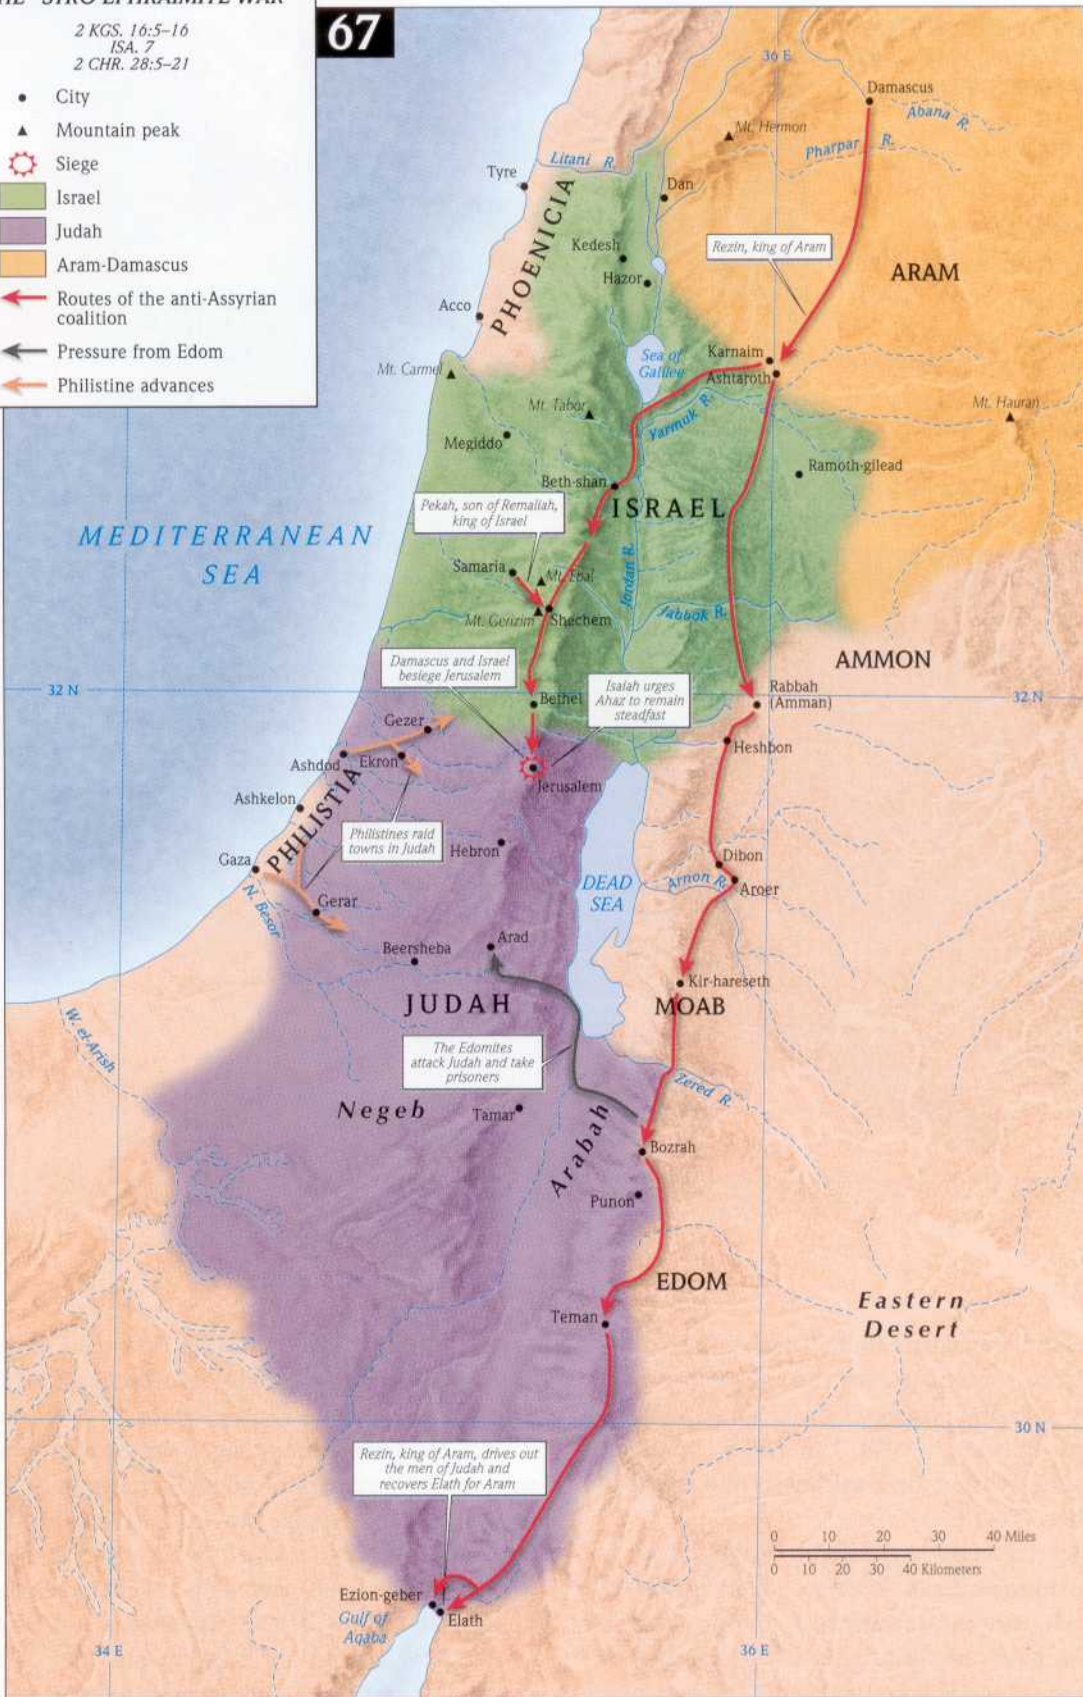 "SYRO-EPHRAIMITE WAR"
2 KGS. 16:5–16
ISA. 7
2 CHR. 28:5–21
City
Mountain peak
Siege
Israel
Judah
Aram-Damascus
Routes of the anti-Assyrian
coalition
Pressure from Edom
Philistine advances
67
36 E
Damascus
Abana R.
Mt. Hermon
Pharpar R.
Litani R.
Tyre
Dan
PHOENICIA
Kedesh
Rezin, king of Aram
Hazor
ARAM
Acco
Sea of
Galilee
Karnaim
Ashtaroth
Mt. Carmel
Mt. Tabor
Yarmuk R.
Mt. Hauran
Megiddo
Ramoth-gilead
Beth-shan
Pekah, son of Remaliah,
king of Israel
ISRAEL
MEDITERRANEAN
SEA
Samaria
Mt. Ebal
Jordan R.
Mt. Gerizim
Shechem
Jabbok R.
Damascus and Israel
besiege Jerusalem
AMMON
32 N
Bethel
Isaiah urges
Ahaz to remain
steadfast
Rabbah
(Amman)
32 N
Gezer
Heshbon
Ashdod
Ekron
Jerusalem
Ashkelon
PHILISTIA
Philistines raid
towns in Judah
Hebron
Gaza
Dibon
DEAD
SEA
Arnon R.
Aroer
N. Besor
Gerar
Beersheba
Arad
Kir-hareseth
JUDAH
MOAB
W. el-Arish
The Edomites
attack Judah and take
prisoners
Zered R.
Negeb
Tamar
Arabah
Bozrah
Punon
EDOM
Teman
Eastern
Desert
30 N
Rezin, king of Aram, drives out
the men of Judah and
recovers Elath for Aram
0 10 20 30 40 Miles
0 10 20 30 40 Kilometers
Ezion-geber
Elath
Gulf of
Aqaba
34 E
36 E